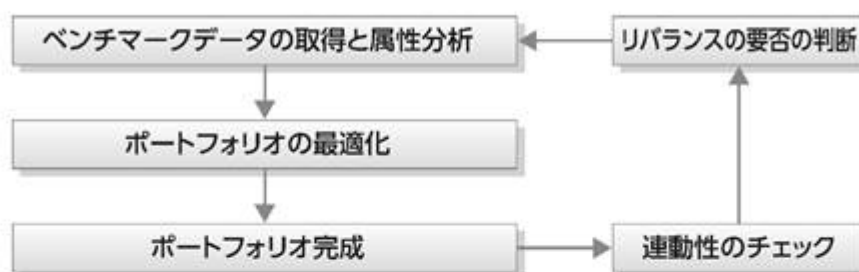 ベンチマークデータの取得と属性分析
リバランスの要否の判断
ポートフォリオの最適化
ポートフォリオ完成
連動性のチェック